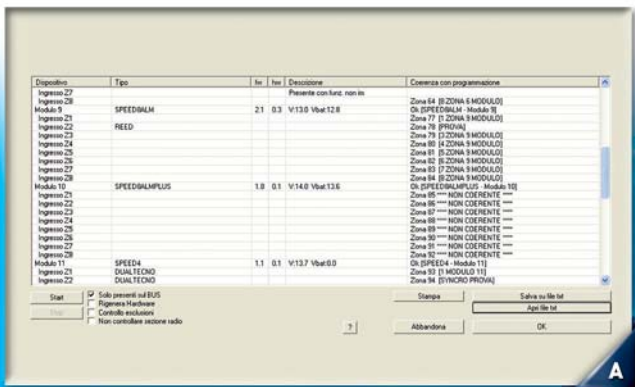 Dispositivo Tipo fw hw Descrizione Coerenza con programmazione
Ingresso Z7 Presente con funz. non ini
Ingresso Z8 Zona 64 [8 ZONA 6 MODULO]
Modulo 9 SPEED8ALM 2.1 0.3 V:13.0 Vbat:12.8 Ok [SPEED8ALM - Modulo 9]
Ingresso Z1 Zona 77 [1 ZONA 9 MODULO]
Ingresso Z2 REED Zona 78 [PROVA]
Ingresso Z3 Zona 79 [3 ZONA 9 MODULO]
Ingresso Z4 Zona 80 [4 ZONA 9 MODULO]
Ingresso Z5 Zona 81 [5 ZONA 9 MODULO]
Ingresso Z6 Zona 82 [6 ZONA 9 MODULO]
Ingresso Z7 Zona 83 [7 ZONA 9 MODULO]
Ingresso Z8 Zona 84 [8 ZONA 9 MODULO]
Modulo 10 SPEED8ALMPLUS 1.0 0.1 V:14.0 Vbat:13.6 Ok [SPEED8ALMPLUS - Modulo 10]
Ingresso Z1 Zona 85 **** NON COERENTE ****
Ingresso Z2 Zona 86 **** NON COERENTE ****
Ingresso Z3 Zona 87 **** NON COERENTE ****
Ingresso Z4 Zona 88 **** NON COERENTE ****
Ingresso Z5 Zona 89 **** NON COERENTE ****
Ingresso Z6 Zona 90 **** NON COERENTE ****
Ingresso Z7 Zona 91 **** NON COERENTE ****
Ingresso Z8 Zona 92 **** NON COERENTE ****
Modulo 11 SPEED4 1.1 0.1 V:13.7 Vbat:0.0 Ok [SPEED4 - Modulo 11]
Ingresso Z1 DUALTECNO Zona 93 [1 MODULO 11]
Ingresso Z2 DUALTECNO Zona 94 [SYNCRO PROVA]
Start Solo presenti sul BUS Stampa Salva su file txt
Stop Rigenera Hardware Apri file txt
Controllo esclusioni
Non controllare sezione radio ? Abbandona OK
A